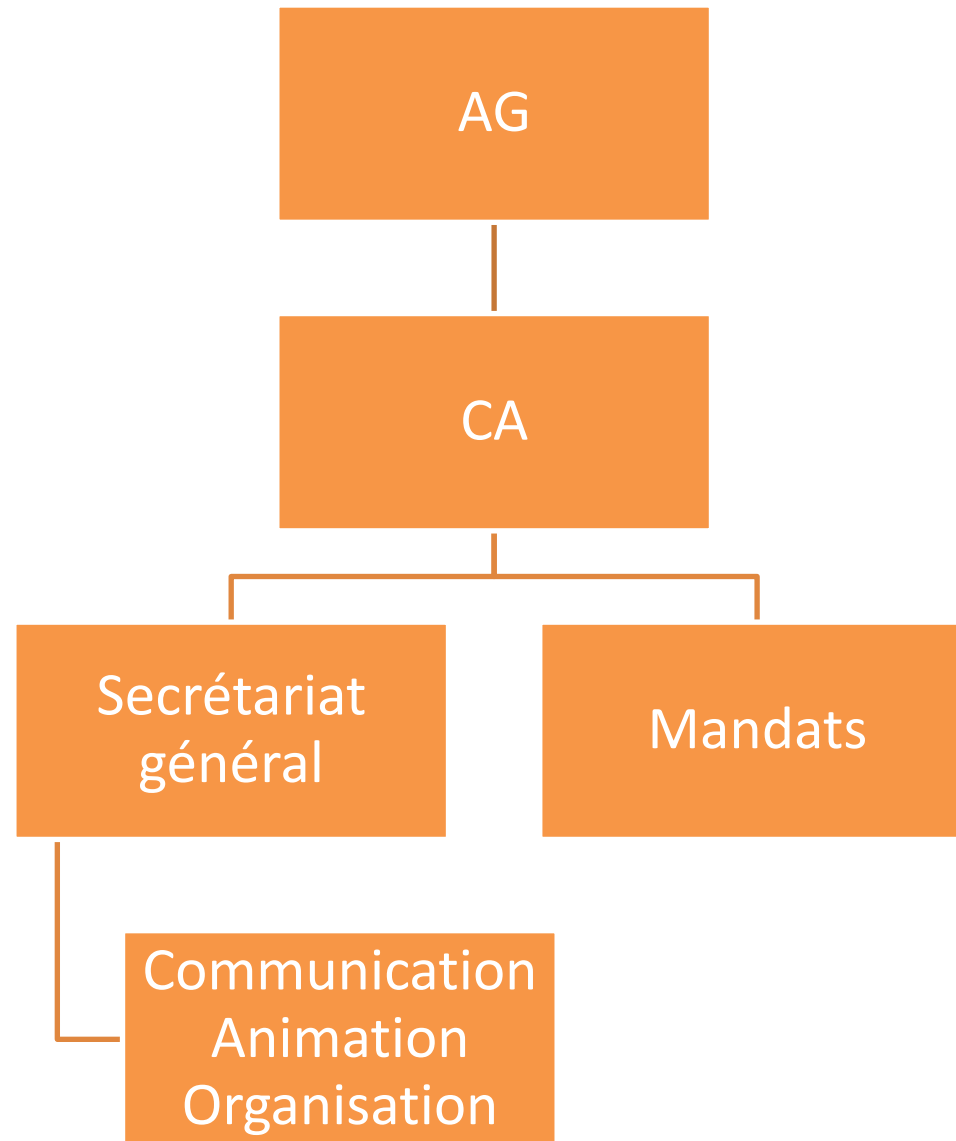 AG
CA
Secrétariat
général
Mandats
Communication
Animation
Organisation